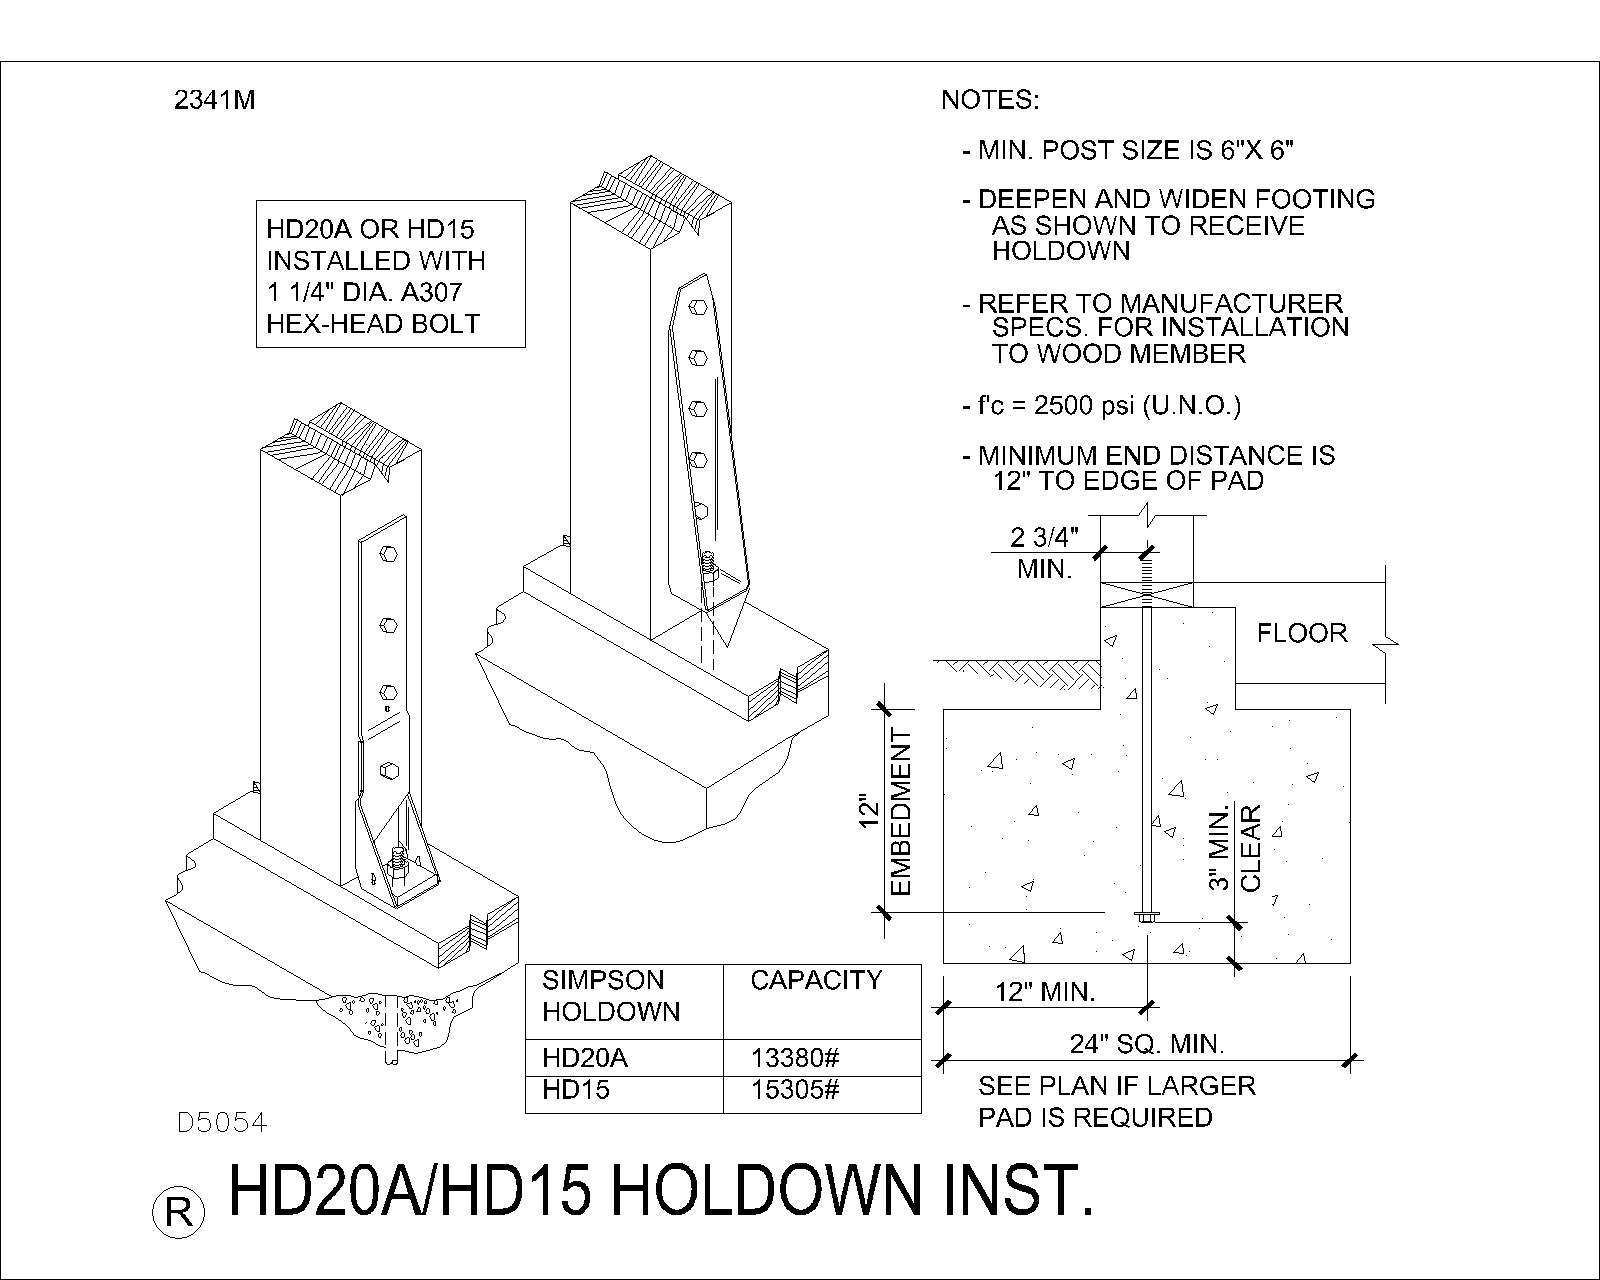 2341M
HD20A OR HD15
INSTALLED WITH
1 1/4" DIA. A307
HEX-HEAD BOLT
NOTES:
- MIN. POST SIZE IS 6"X 6"
- DEEPEN AND WIDEN FOOTING
AS SHOWN TO RECEIVE
HOLDOWN
- REFER TO MANUFACTURER
SPECS. FOR INSTALLATION
TO WOOD MEMBER
- f'c = 2500 psi (U.N.O.)
- MINIMUM END DISTANCE IS
12" TO EDGE OF PAD
2 3/4"
MIN.
FLOOR
12"
EMBEDMENT
3" MIN.
CLEAR
12" MIN.
24" SQ. MIN.
SEE PLAN IF LARGER
PAD IS REQUIRED
SIMPSON HOLDOWN CAPACITY
HD20A 13380#
HD15 15305#
D5054
R HD20A/HD15 HOLDOWN INST.